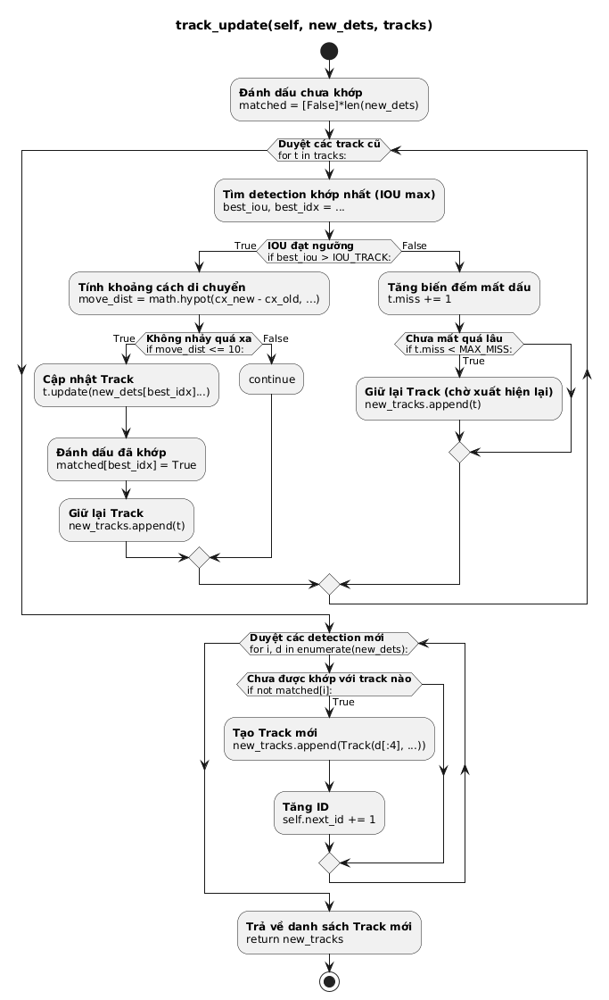 track_update(self, new_dets, tracks)
Đánh dấu chưa khớp
matched = [False]*len(new_dets)
Duyệt các track cũ
for t in tracks:
Tìm detection khớp nhất (IOU max)
best_iou, best_idx = ...
True
IOU đạt ngưỡng
if best_iou > IOU_TRACK:
False
Tính khoảng cách di chuyển
move_dist = math.hypot(cx_new - cx_old, ...)
Tăng biến đếm mất dấu
t.miss += 1
True
Không nhảy quá xa
if move_dist <= 10:
False
Chưa mất quá lâu
if t.miss < MAX_MISS:
True
Cập nhật Track
t.update(new_dets[best_idx]...)
continue
Giữ lại Track (chờ xuất hiện lại)
new_tracks.append(t)
Đánh dấu đã khớp
matched[best_idx] = True
Giữ lại Track
new_tracks.append(t)
Duyệt các detection mới
for i, d in enumerate(new_dets):
Chưa được khớp với track nào
if not matched[i]:
True
Tạo Track mới
new_tracks.append(Track(d[:4], ...))
Tăng ID
self.next_id += 1
Trả về danh sách Track mới
return new_tracks